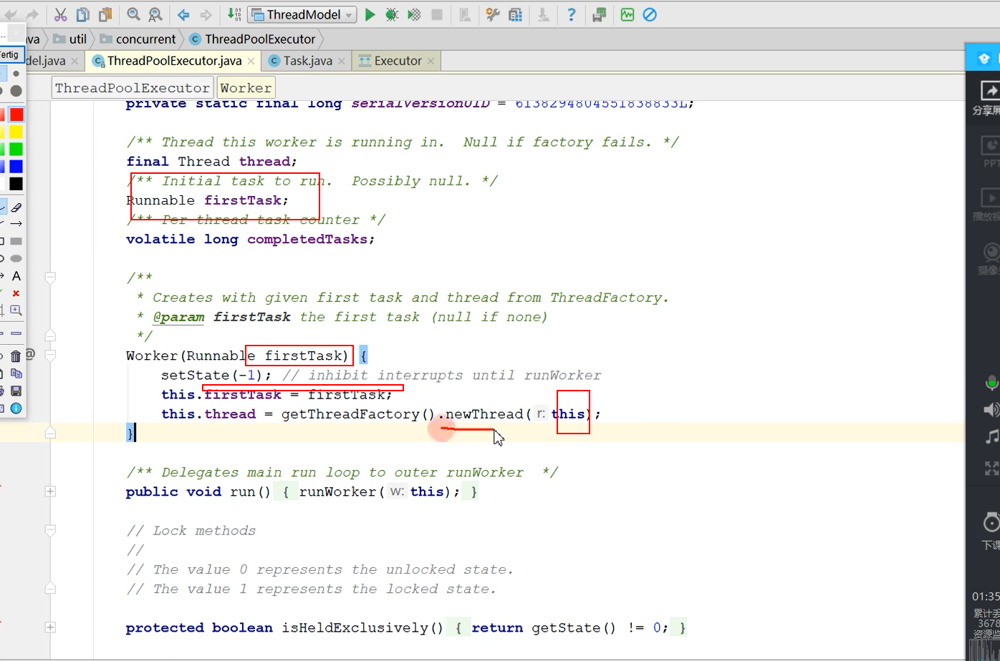 ThreadModel
util
concurrent
ThreadPoolExecutor
Fertig
del.java
ThreadPoolExecutor.java
Task.java
Executor
ThreadPoolExecutor
Worker
private static final long serialVersionUID = 6138294804551838833L;
/** Thread this worker is running in.  Null if factory fails. */
final Thread thread;
/** Initial task to run.  Possibly null. */
Runnable firstTask;
/** Per thread task counter */
volatile long completedTasks;
/**
* Creates with given first task and thread from ThreadFactory.
* @param firstTask the first task (null if none)
*/
Worker(Runnable firstTask) {
setState(-1); // inhibit interrupts until runWorker
this.firstTask = firstTask;
this.thread = getThreadFactory().newThread( r: this);
}
/** Delegates main run loop to outer runWorker  */
public void run() { runWorker( w: this); }
// Lock methods
//
// The value 0 represents the unlocked state.
// The value 1 represents the locked state.
protected boolean isHeldExclusively() { return getState() != 0; }
分享屏
PPT
播放视
摄像
下课
01:35
累计丢
3678
资源监